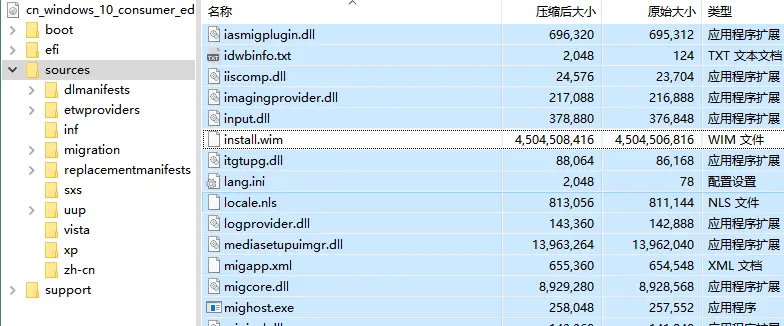 cn_windows_10_consumer_ed
boot
efi
sources
dlmanifests
etwproviders
inf
migration
replacementmanifests
sxs
uup
vista
xp
zh-cn
support
名称 压缩后大小 原始大小 类型
iasmigplugin.dll 696,320 695,312 应用程序扩展
idwbinfo.txt 2,048 124 TXT 文本文档
iiscomp.dll 24,576 23,704 应用程序扩展
imagingprovider.dll 217,088 216,888 应用程序扩展
input.dll 378,880 376,848 应用程序扩展
install.wim 4,504,508,416 4,504,506,816 WIM 文件
itgtupg.dll 88,064 86,168 应用程序扩展
lang.ini 2,048 78 配置设置
locale.nls 813,056 811,144 NLS 文件
logprovider.dll 143,360 142,888 应用程序扩展
mediasetupuimgr.dll 13,963,264 13,962,040 应用程序扩展
migapp.xml 655,360 654,548 XML 文档
migcore.dll 8,929,280 8,928,568 应用程序扩展
mighost.exe 258,048 257,552 应用程序